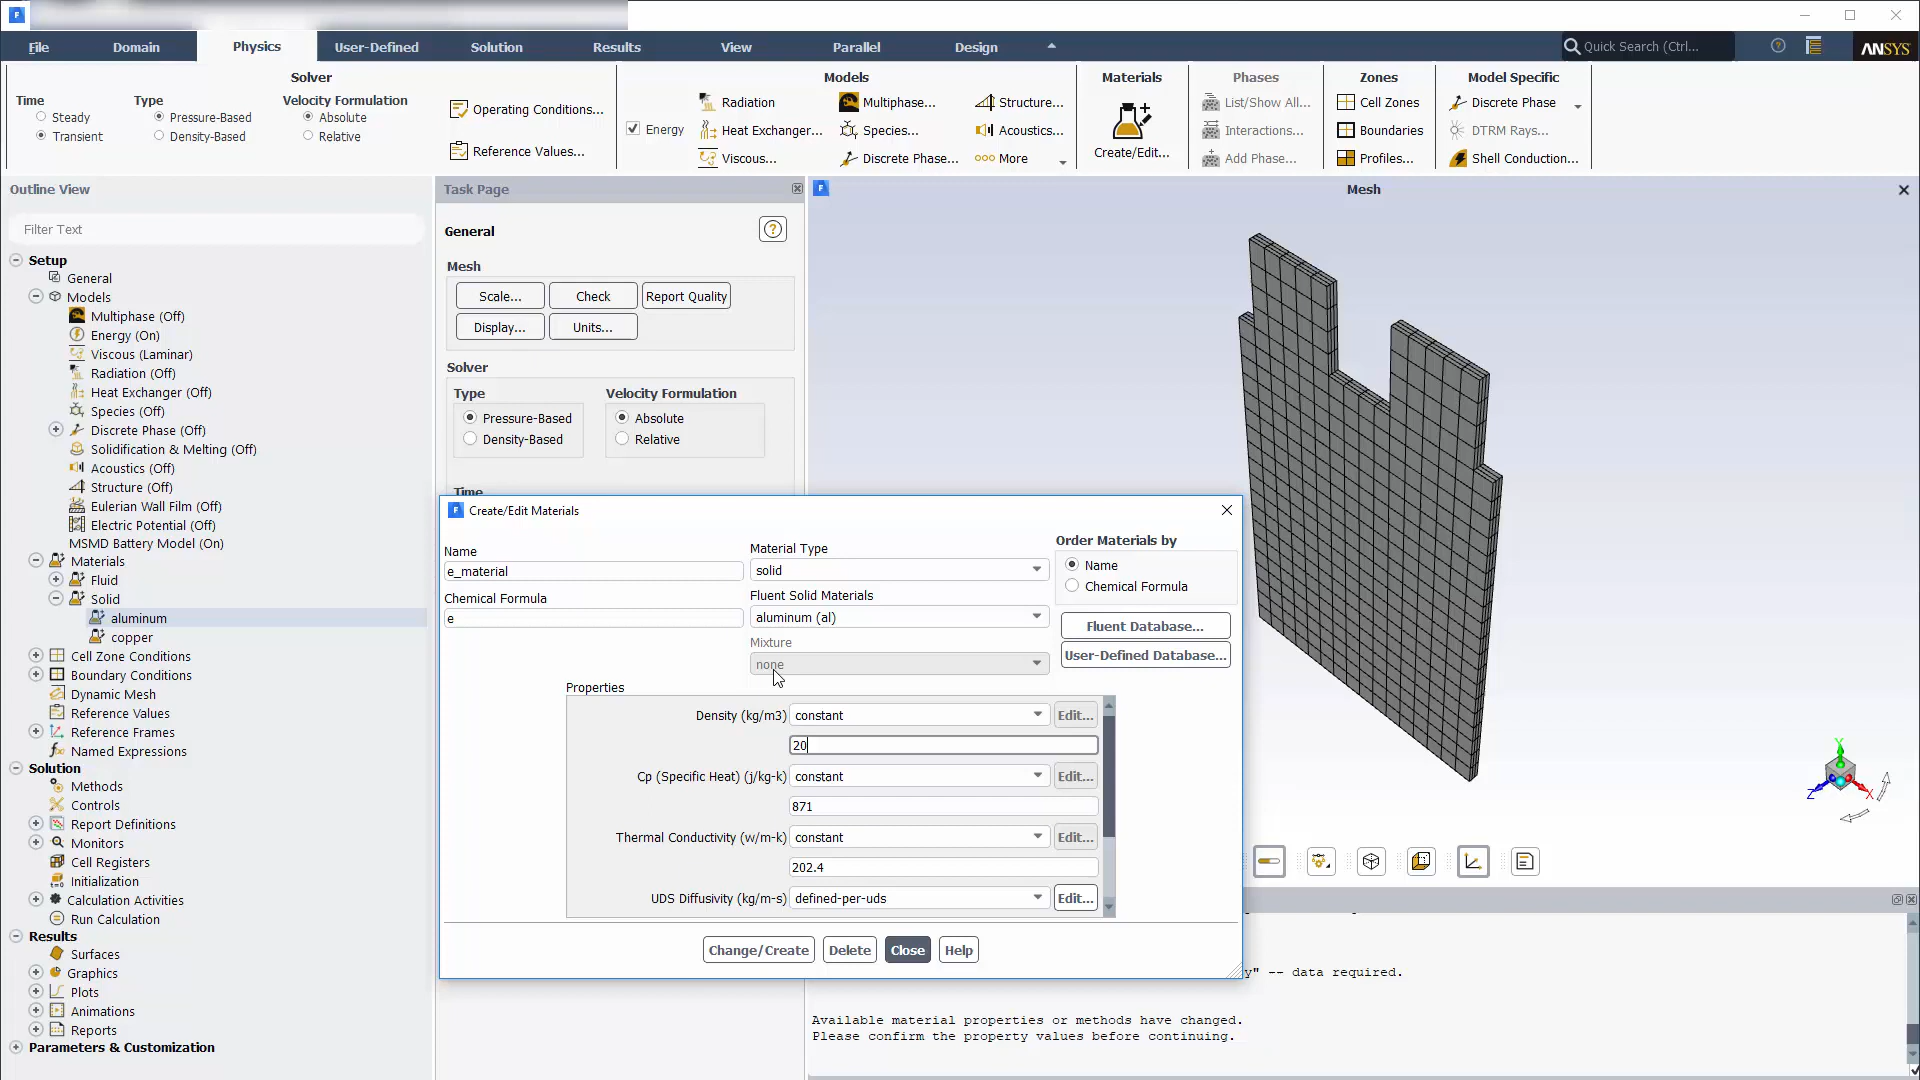 File
Domain
Physics
User-Defined
Solution
Results
View
Parallel
Design
Quick Search (Ctrl...
ANSYS
Solver
Time
Steady
Transient
Type
Pressure-Based
Density-Based
Velocity Formulation
Absolute
Relative
Operating Conditions...
Reference Values...
Models
Energy
Radiation
Heat Exchanger...
Viscous...
Multiphase...
Species...
Discrete Phase...
Structure...
Acoustics...
More
Materials
Create/Edit...
Phases
List/Show All...
Interactions...
Add Phase...
Zones
Cell Zones
Boundaries
Profiles...
Model Specific
Discrete Phase
DTRM Rays...
Shell Conduction...
Outline View
Filter Text
Setup
General
Models
Multiphase (Off)
Energy (On)
Viscous (Laminar)
Radiation (Off)
Heat Exchanger (Off)
Species (Off)
Discrete Phase (Off)
Solidification & Melting (Off)
Acoustics (Off)
Structure (Off)
Eulerian Wall Film (Off)
Electric Potential (Off)
MSMD Battery Model (On)
Materials
Fluid
Solid
aluminum
copper
Cell Zone Conditions
Boundary Conditions
Dynamic Mesh
Reference Values
Reference Frames
Named Expressions
Solution
Methods
Controls
Report Definitions
Monitors
Cell Registers
Initialization
Calculation Activities
Run Calculation
Results
Surfaces
Graphics
Plots
Animations
Reports
Parameters & Customization
Task Page
General
Mesh
Scale...
Check
Report Quality
Display...
Units...
Solver
Type
Pressure-Based
Density-Based
Velocity Formulation
Absolute
Relative
Time
Mesh
Y
Z
X
Create/Edit Materials
Name
e_material
Chemical Formula
e
Material Type
solid
Fluent Solid Materials
aluminum (al)
Mixture
none
Order Materials by
Name
Chemical Formula
Fluent Database...
User-Defined Database...
Properties
Density (kg/m3) constant Edit...
20
Cp (Specific Heat) (j/kg-k) constant Edit...
871
Thermal Conductivity (w/m-k) constant Edit...
202.4
UDS Diffusivity (kg/m-s) defined-per-uds Edit...
Change/Create
Delete
Close
Help
y" -- data required.
Available material properties or methods have changed.
Please confirm the property values before continuing.